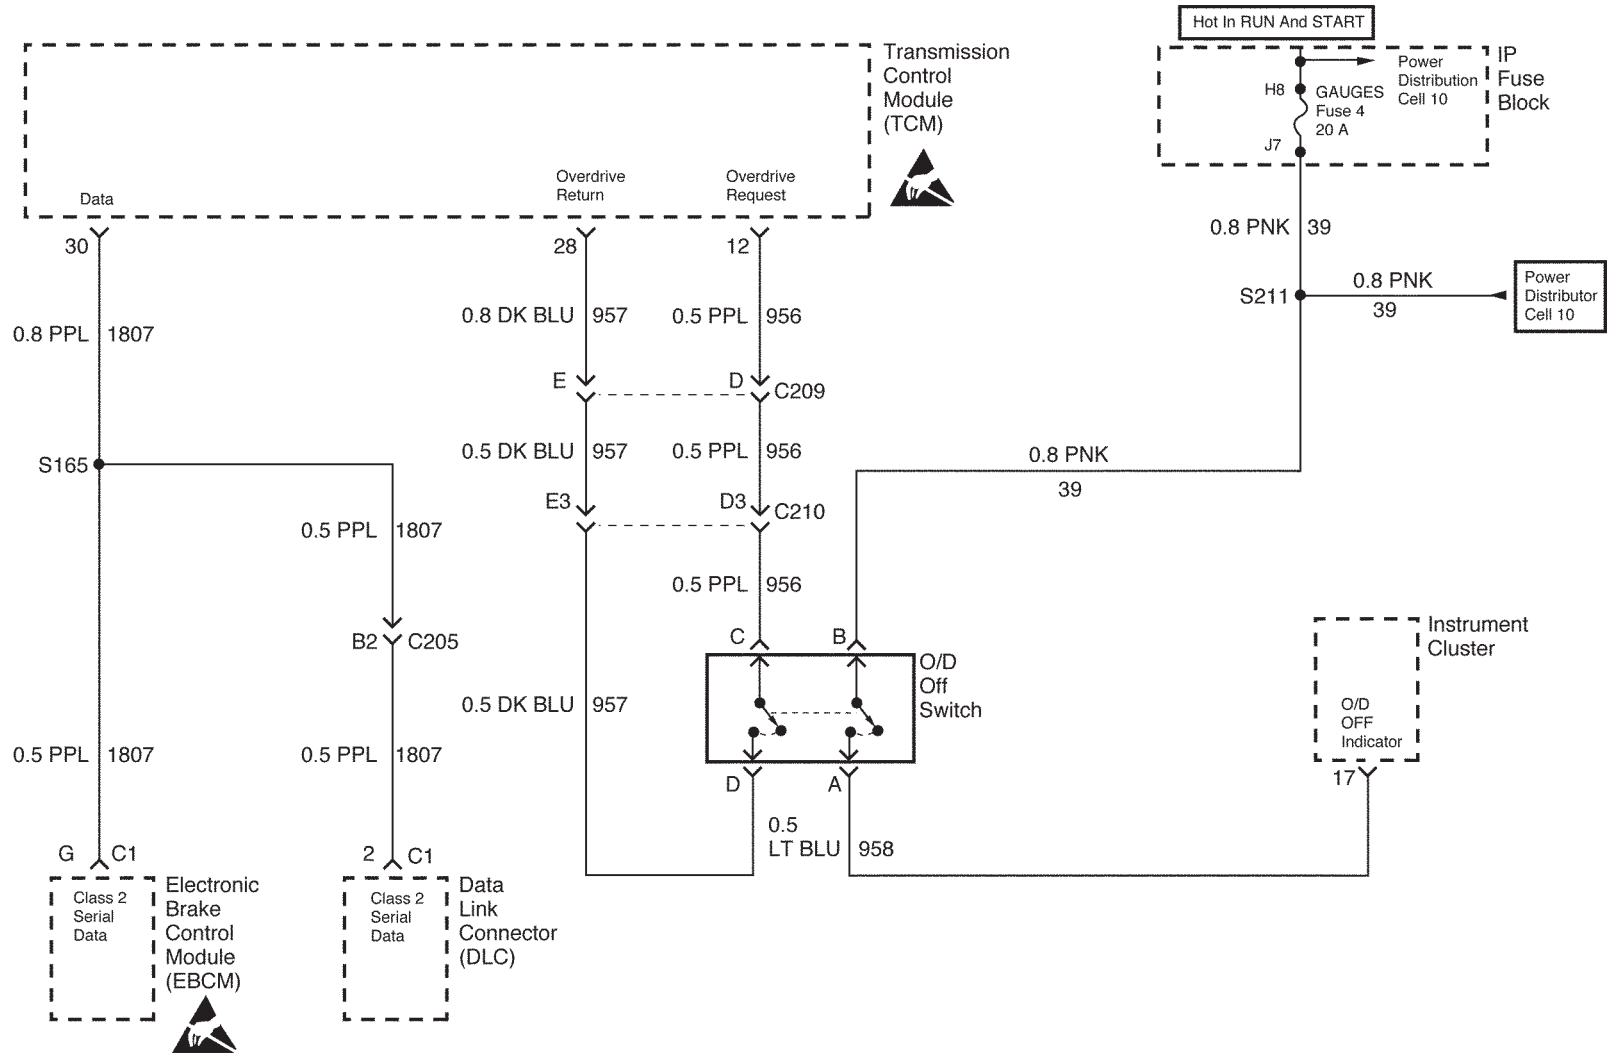 Hot In RUN And START
Transmission
Control
Module
(TCM)
IP
Fuse
Block
Power
Distribution
Cell 10
H8
GAUGES
Fuse 4
20 A
J7
Data
Overdrive
Return
Overdrive
Request
30
28
12
0.8 PNK
39
S211
0.8 PNK
39
Power
Distributor
Cell 10
0.8 PPL
1807
0.8 DK BLU
957
0.5 PPL
956
E
D
C209
S165
0.5 DK BLU
957
0.5 PPL
956
0.8 PNK
39
E3
D3
C210
0.5 PPL
1807
0.5 PPL
956
B2
C205
C
B
O/D
Off
Switch
Instrument
Cluster
O/D
OFF
Indicator
17
0.5 PPL
1807
0.5 PPL
1807
0.5 DK BLU
957
D
A
0.5
LT BLU
958
G
C1
2
C1
Class 2
Serial
Data
Electronic
Brake
Control
Module
(EBCM)
Class 2
Serial
Data
Data
Link
Connector
(DLC)